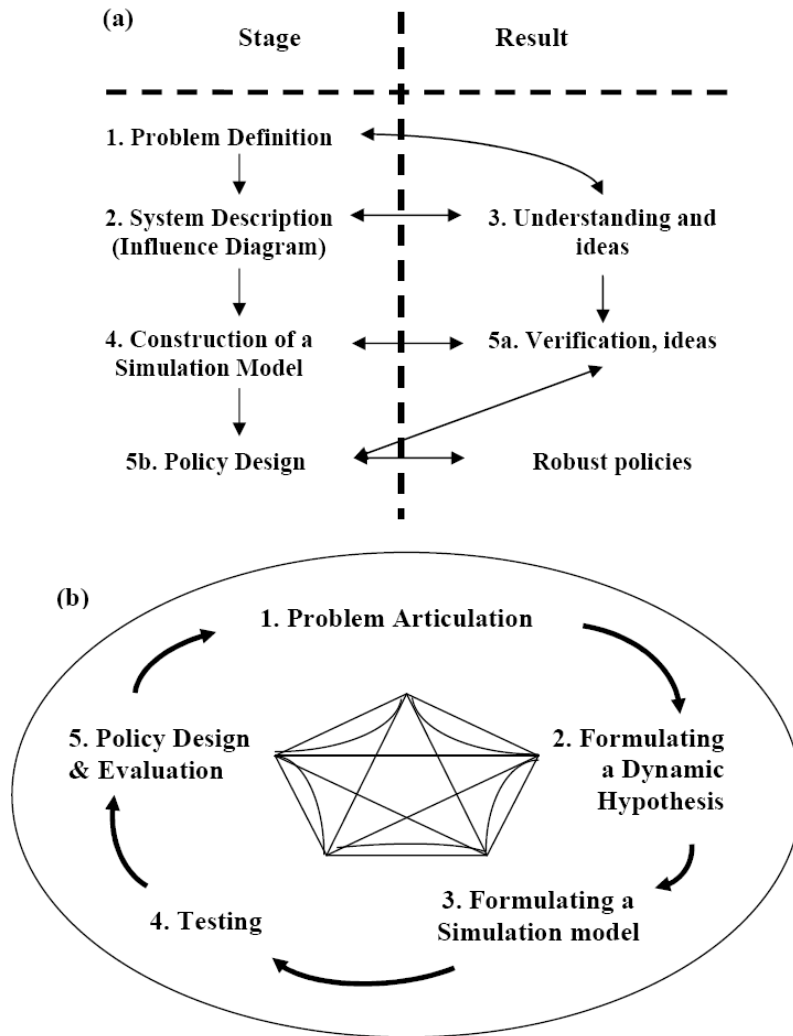 (a)
Stage
Result
1. Problem Definition
2. System Description
(Influence Diagram)
3. Understanding and
ideas
4. Construction of a
Simulation Model
5a. Verification, ideas
5b. Policy Design
Robust policies
(b)
1. Problem Articulation
5. Policy Design
& Evaluation
2. Formulating
a Dynamic
Hypothesis
4. Testing
3. Formulating a
Simulation model